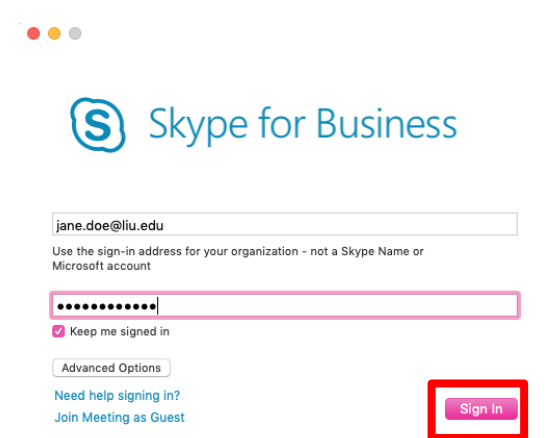 Skype for Business
jane.doe@liu.edu
Use the sign-in address for your organization - not a Skype Name or
Microsoft account
••••••••••••
Keep me signed in
Advanced Options
Need help signing in?
Join Meeting as Guest
Sign In